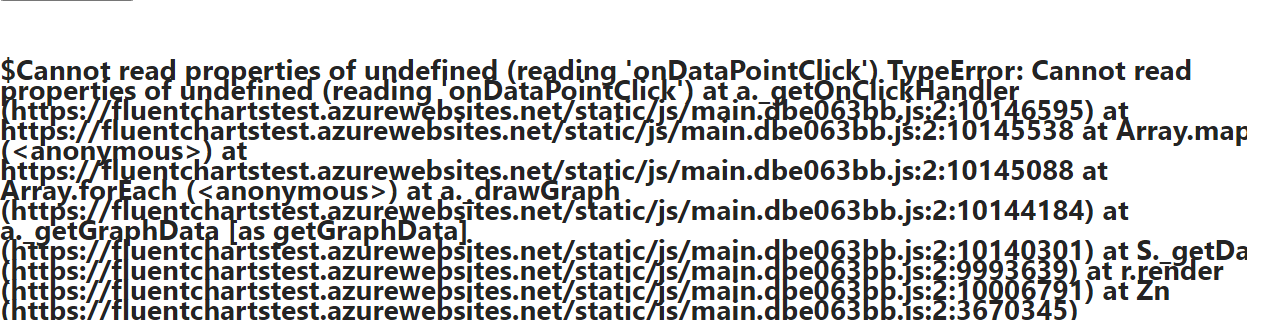 $Cannot read properties of undefined (reading 'onDataPointClick') TypeError: Cannot read
properties of undefined (reading 'onDataPointClick') at a._getOnClickHandler
(https://fluentchartstest.azurewebsites.net/static/js/main.dbe063bb.js:2:10146595) at
https://fluentchartstest.azurewebsites.net/static/js/main.dbe063bb.js:2:10145538 at Array.map
(<anonymous>) at
https://fluentchartstest.azurewebsites.net/static/js/main.dbe063bb.js:2:10145088 at
Array.forEach (<anonymous>) at a._drawGraph
(https://fluentchartstest.azurewebsites.net/static/js/main.dbe063bb.js:2:10144184) at
a._getGraphData [as getGraphData]
(https://fluentchartstest.azurewebsites.net/static/js/main.dbe063bb.js:2:10140301) at S._getDa
(https://fluentchartstest.azurewebsites.net/static/js/main.dbe063bb.js:2:9993639) at r.render
(https://fluentchartstest.azurewebsites.net/static/js/main.dbe063bb.js:2:10006791) at Zn
(https://fluentchartstest.azurewebsites.net/static/js/main.dbe063bb.js:2:3670345)